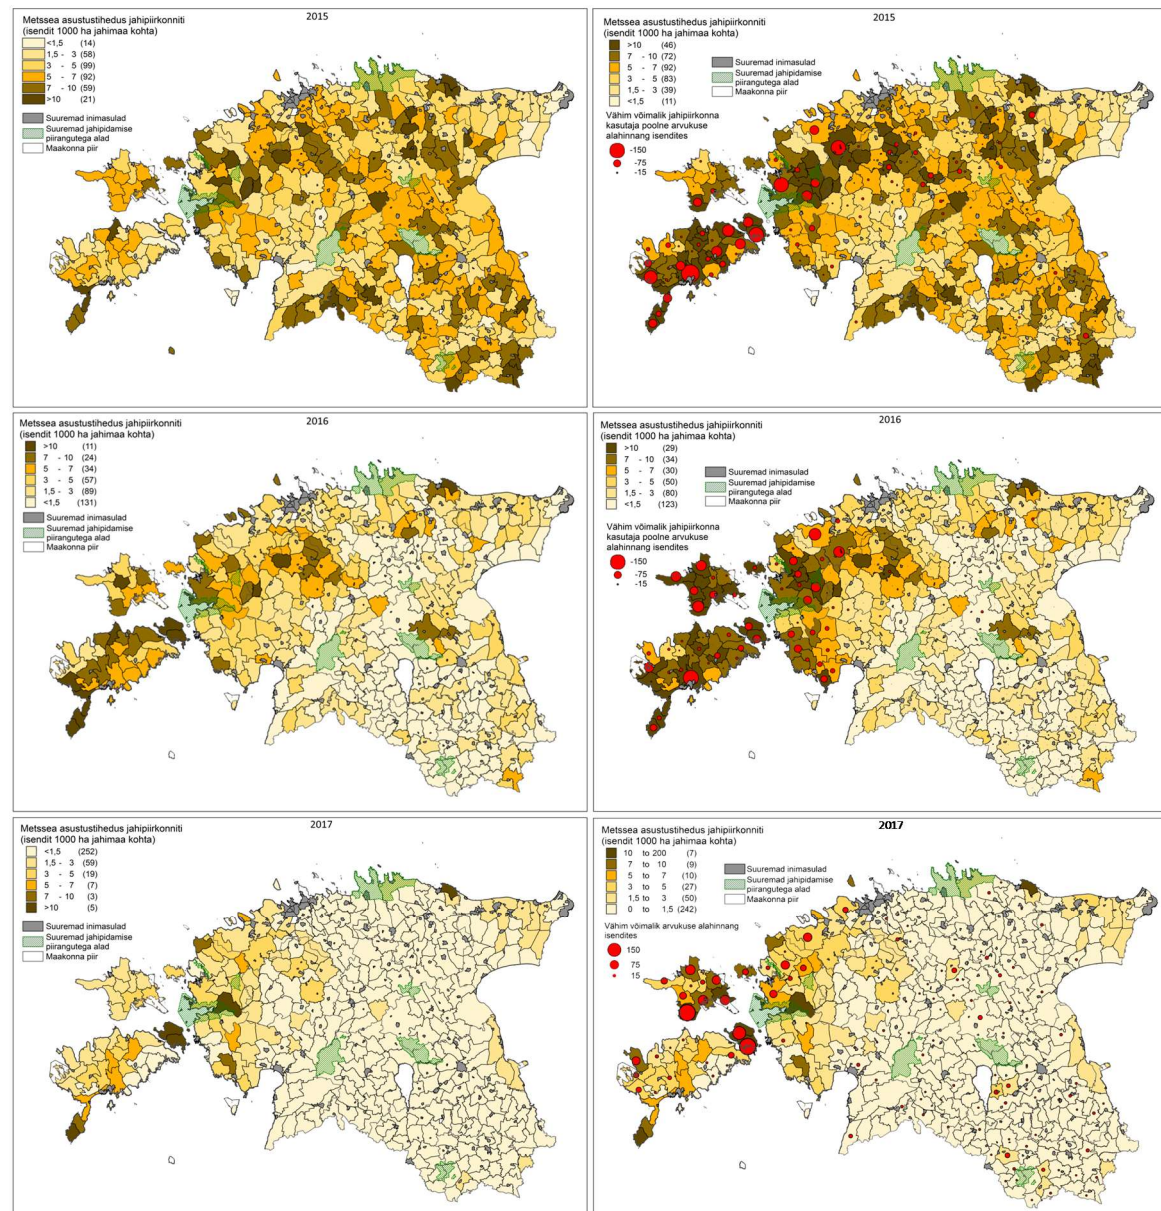 2015
Metssea asustustihedus jahipiirkonniti
(isendit 1000 ha jahimaa kohta)
<1,5 (14)
1,5 - 3 (58)
3 - 5 (99)
5 - 7 (92)
7 - 10 (59)
>10 (21)
Suuremad inimasulad
Suuremad jahipidamise
piirangutega alad
Maakonna piir
2015
Metssea asustustihedus jahipiirkonniti
(isendit 1000 ha jahimaa kohta)
>10 (46)
7 - 10 (72)
5 - 7 (92)
3 - 5 (83)
1,5 - 3 (39)
<1,5 (11)
Suuremad inimasulad
Suuremad jahipidamise
piirangutega alad
Maakonna piir
Vähim võimalik jahipiirkonna
kasutaja poolne arvukuse
alahinnang isendites
-150
-75
-15
2016
Metssea asustustihedus jahipiirkonniti
(isendit 1000 ha jahimaa kohta)
>10 (11)
7 - 10 (24)
5 - 7 (34)
3 - 5 (57)
1,5 - 3 (89)
<1,5 (131)
Suuremad inimasulad
Suuremad jahipidamise
piirangutega alad
Maakonna piir
2016
Metssea asustustihedus jahipiirkonniti
(isendit 1000 ha jahimaa kohta)
>10 (29)
7 - 10 (34)
5 - 7 (30)
3 - 5 (50)
1,5 - 3 (80)
<1,5 (123)
Suuremad inimasulad
Suuremad jahipidamise
piirangutega alad
Maakonna piir
Vähim võimalik jahipiirkonna
kasutaja poolne arvukuse
alahinnang isendites
-150
-75
-15
2017
Metssea asustustihedus jahipiirkonniti
(isendit 1000 ha jahimaa kohta)
<1,5 (252)
1,5 - 3 (59)
3 - 5 (19)
5 - 7 (7)
7 - 10 (3)
>10 (5)
Suuremad inimasulad
Suuremad jahipidamise
piirangutega alad
Maakonna piir
2017
Metssea asustustihedus jahipiirkonniti
(isendit 1000 ha jahimaa kohta)
10 to 200 (7)
7 to 10 (9)
5 to 7 (10)
3 to 5 (27)
1,5 to 3 (50)
0 to 1,5 (242)
Suuremad inimasulad
Suuremad jahipidamise
piirangutega alad
Maakonna piir
Vähim võimalik arvukuse alahinnang
isendites
150
75
15